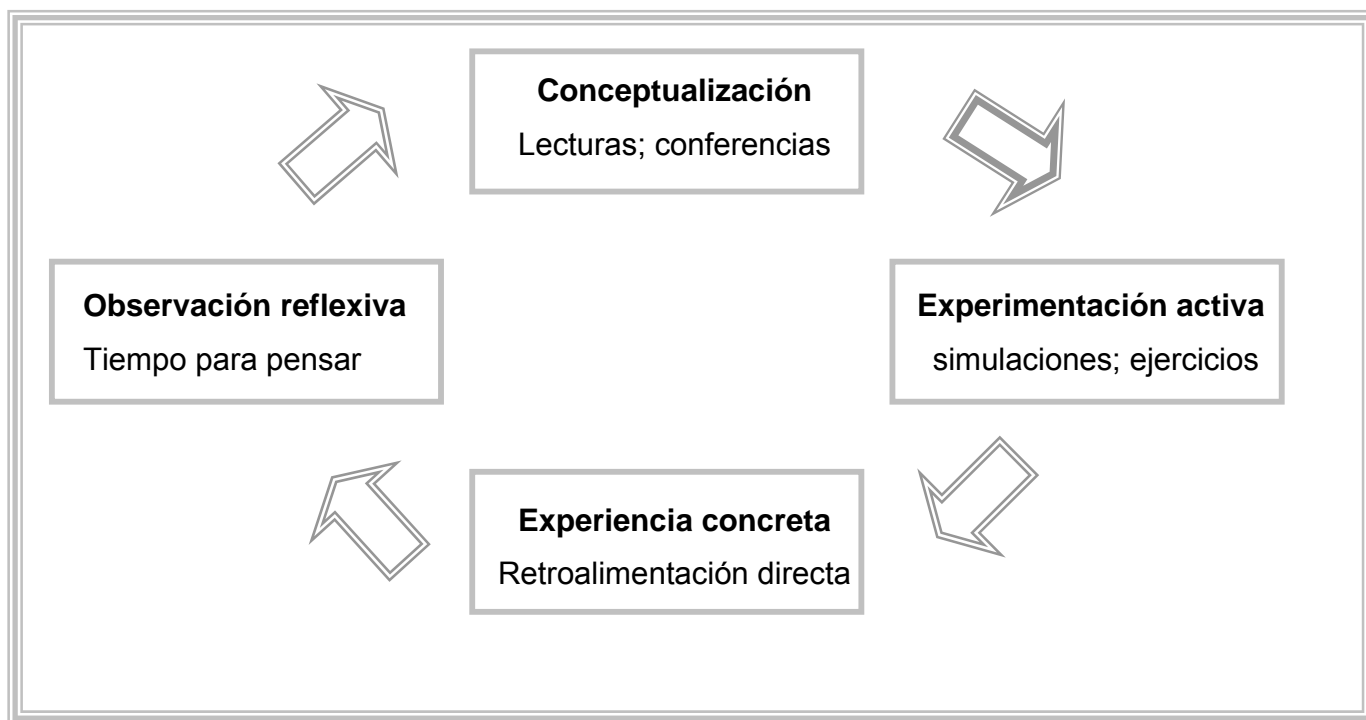 Conceptualización
Lecturas; conferencias
Observación reflexiva
Tiempo para pensar
Experimentación activa
simulaciones; ejercicios
Experiencia concreta
Retroalimentación directa